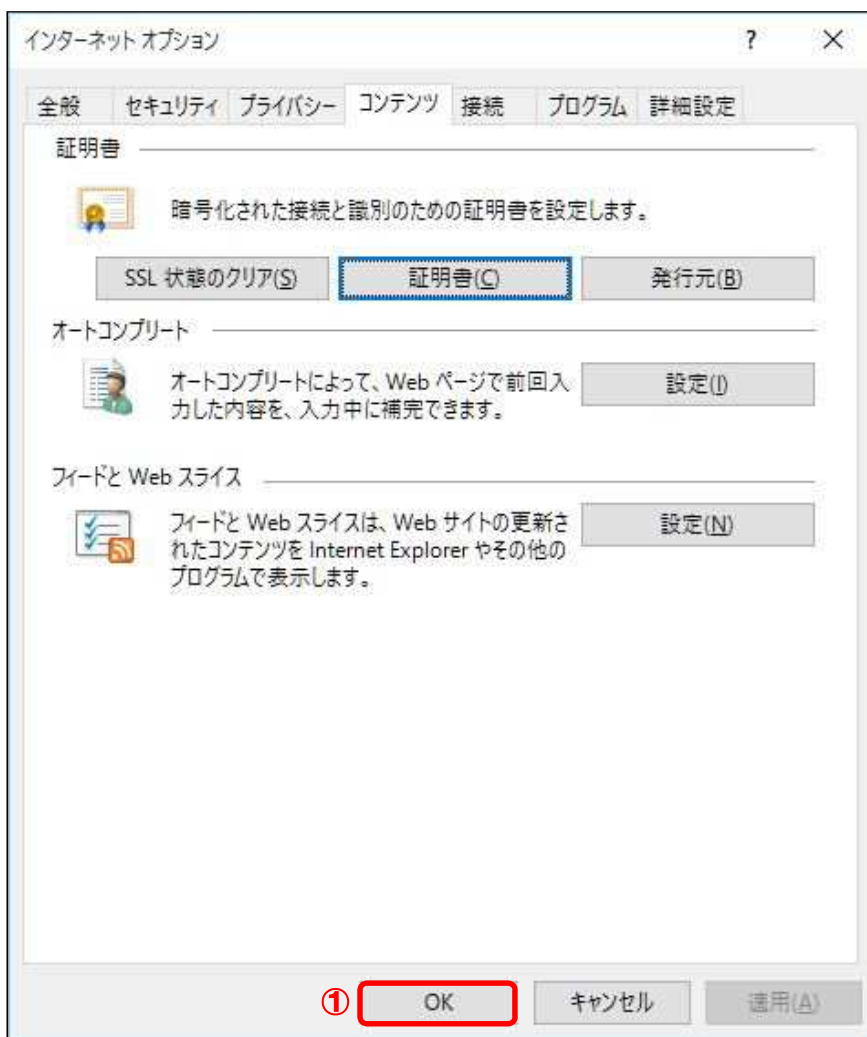 インターネット オプション ? ×
全般 セキュリティ プライバシー コンテンツ 接続 プログラム 詳細設定
証明書
暗号化された接続と識別のための証明書を設定します。
SSL 状態のクリア(S) 証明書(C) 発行元(B)
オートコンプリート
オートコンプリートによって、Web ページで前回入
力した内容を、入力中に補完できます。
設定(I)
フィードと Web スライス
フィードと Web スライスは、Web サイトの更新さ
れたコンテンツを Internet Explorer やその他の
プログラムで表示します。
設定(N)
① OK キャンセル 適用(A)